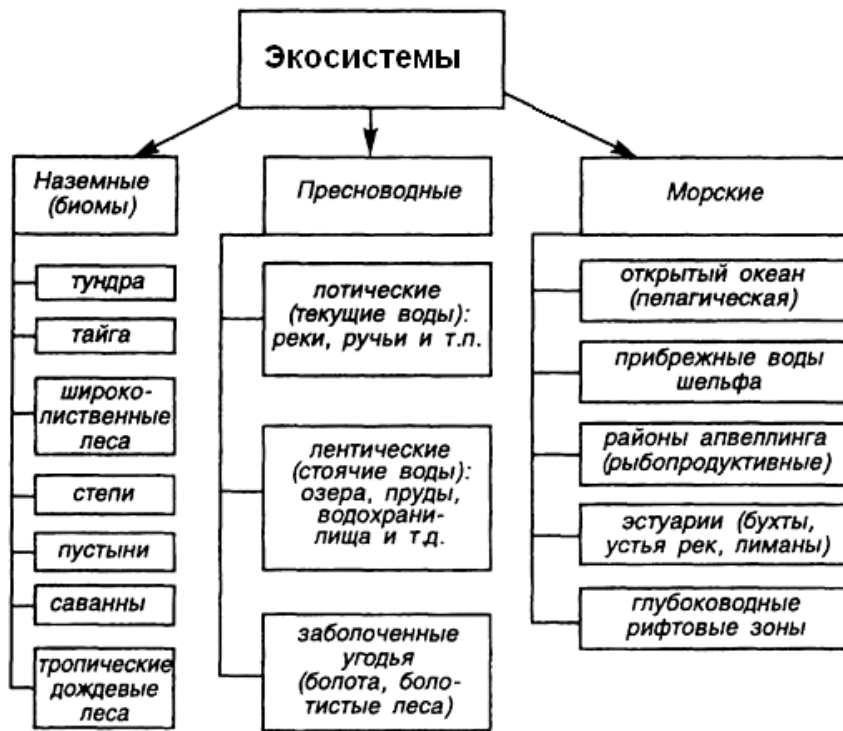 Экосистемы
Наземные
(биомы)
тундра
тайга
широко-
лиственные
леса
степи
пустыни
саванны
тропические
дождевые
леса
Пресноводные
лотические
(текущие воды):
реки, ручьи и т.п.
лентические
(стоячие воды):
озера, пруды,
водохрани-
лища и т.д.
заболоченные
угодья
(болота, боло-
тистые леса)
Морские
открытый океан
(пелагическая)
прибрежные воды
шельфа
районы апвеллинга
(рыбопродуктивные)
эстуарии (бухты,
устья рек, лиманы)
глубоководные
рифтовые зоны